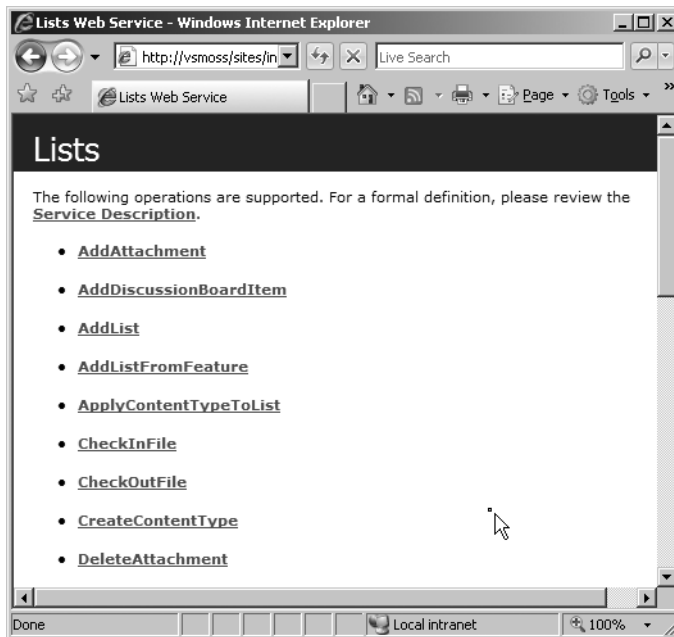 Lists Web Service - Windows Internet Explorer
http://vsmoss/sites/in
Live Search
Lists Web Service
Page
Tools
»
Lists
The following operations are supported. For a formal definition, please review the
Service Description.
• AddAttachment
• AddDiscussionBoardItem
• AddList
• AddListFromFeature
• ApplyContentTypeToList
• CheckInFile
• CheckOutFile
• CreateContentType
• DeleteAttachment
Done
Local intranet
100%